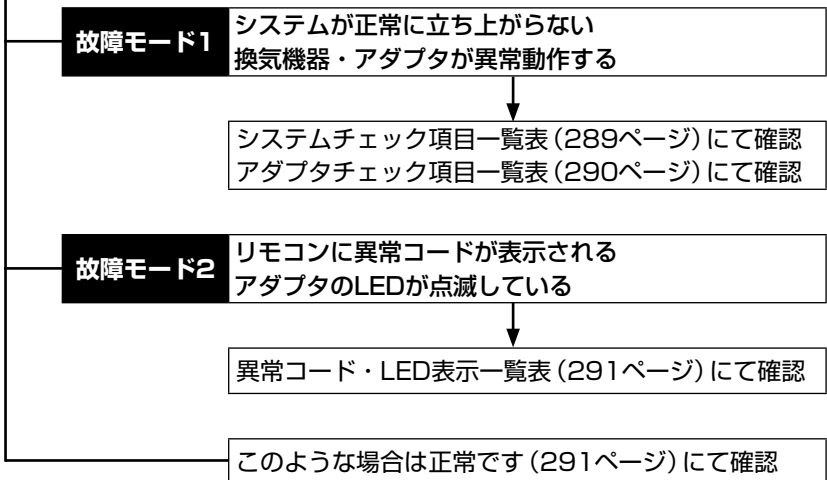 故障モード1
システムが正常に立ち上がらない
換気機器・アダプタが異常動作する
システムチェック項目一覧表(289ページ)にて確認
アダプタチェック項目一覧表(290ページ)にて確認
故障モード2
リモコンに異常コードが表示される
アダプタのLEDが点滅している
異常コード・LED表示一覧表(291ページ)にて確認
このような場合は正常です(291ページ)にて確認